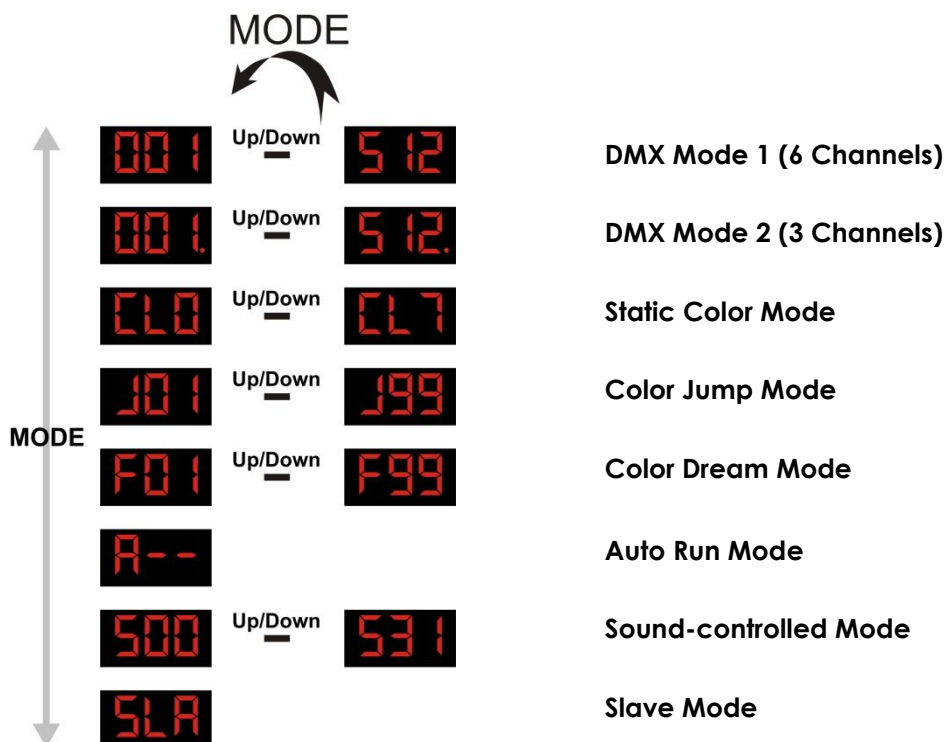 MODE
001 Up/Down 512 DMX Mode 1 (6 Channels)
001. Up/Down 512. DMX Mode 2 (3 Channels)
CL0 Up/Down CL7 Static Color Mode
J01 Up/Down J99 Color Jump Mode
MODE
F01 Up/Down F99 Color Dream Mode
A-- Auto Run Mode
S00 Up/Down S31 Sound-controlled Mode
SLA Slave Mode